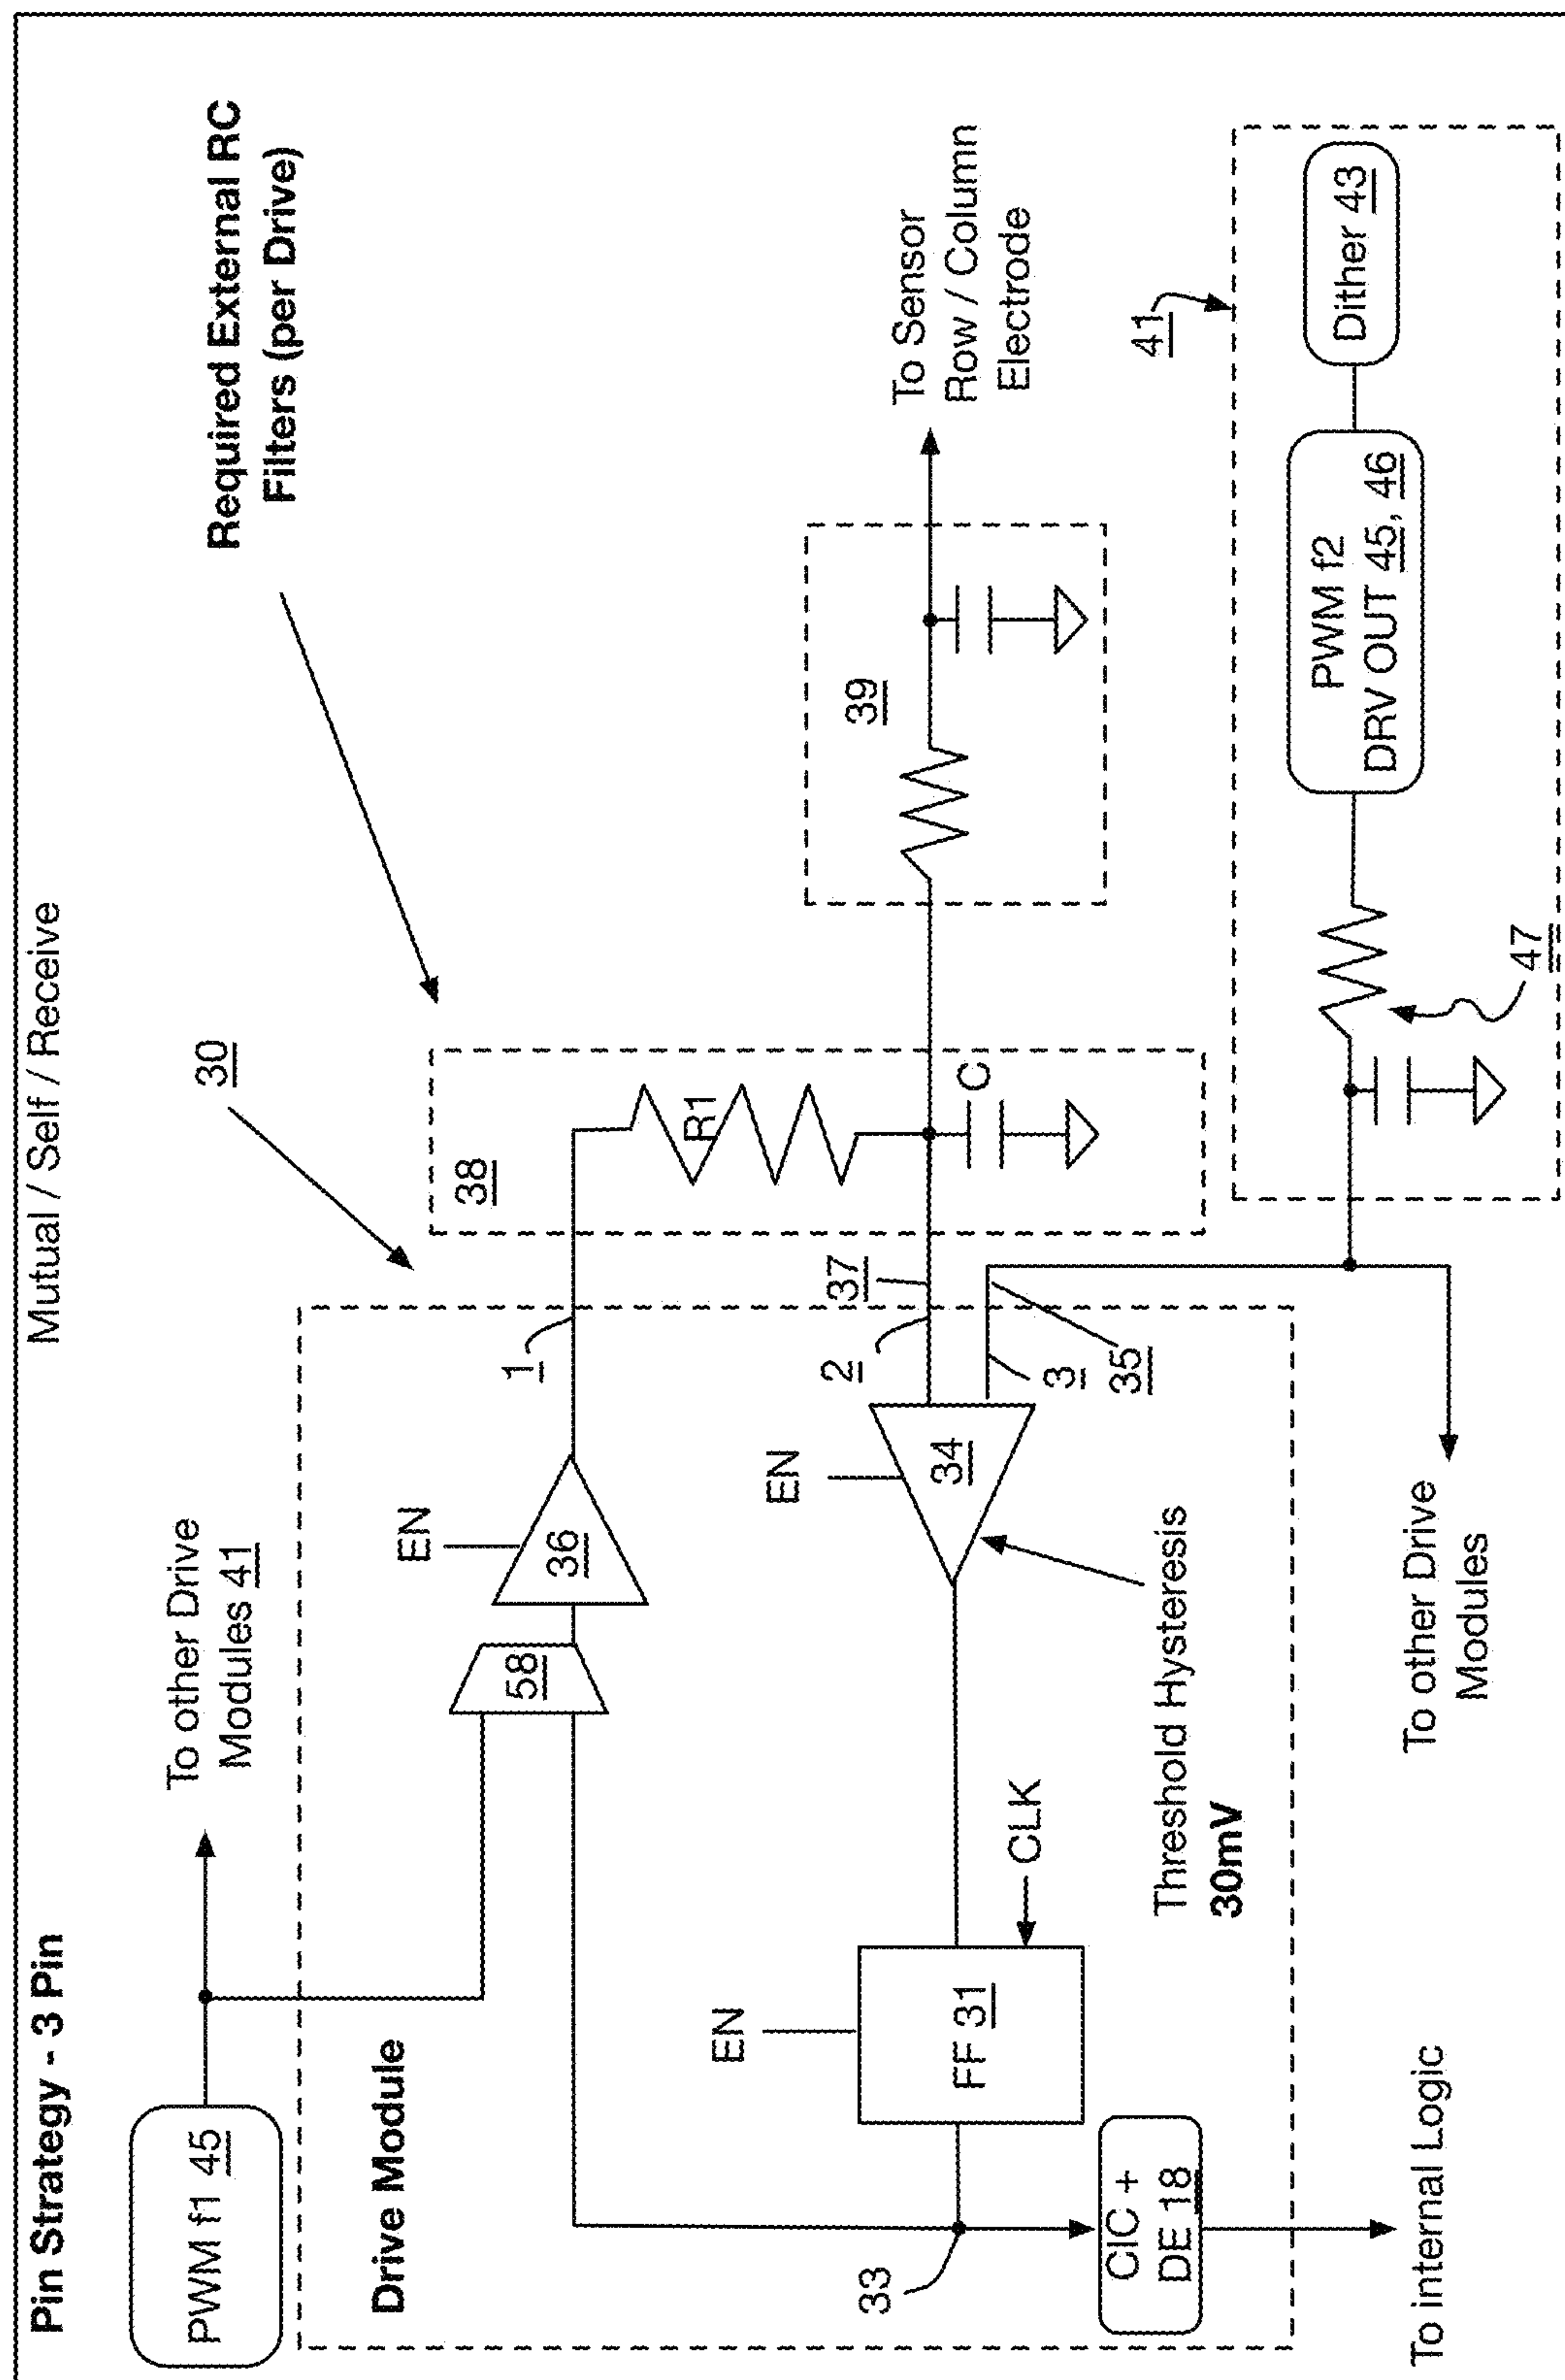 Pin Strategy - 3 Pin
Mutual / Self / Receive
PWM f1 45
To other Drive
Modules 41
Required External RC
Filters (per Drive)
Drive Module
30
58
EN
36
1
38
R1
C
39
To Sensor
Row / Column
Electrode
EN
FF 31
CLK
33
EN
34
2
37
3
35
Threshold Hysteresis
30mV
CIC +
DE 18
To internal Logic
To other Drive
Modules
41
47
PWM f2
DRV OUT 45, 46
Dither 43